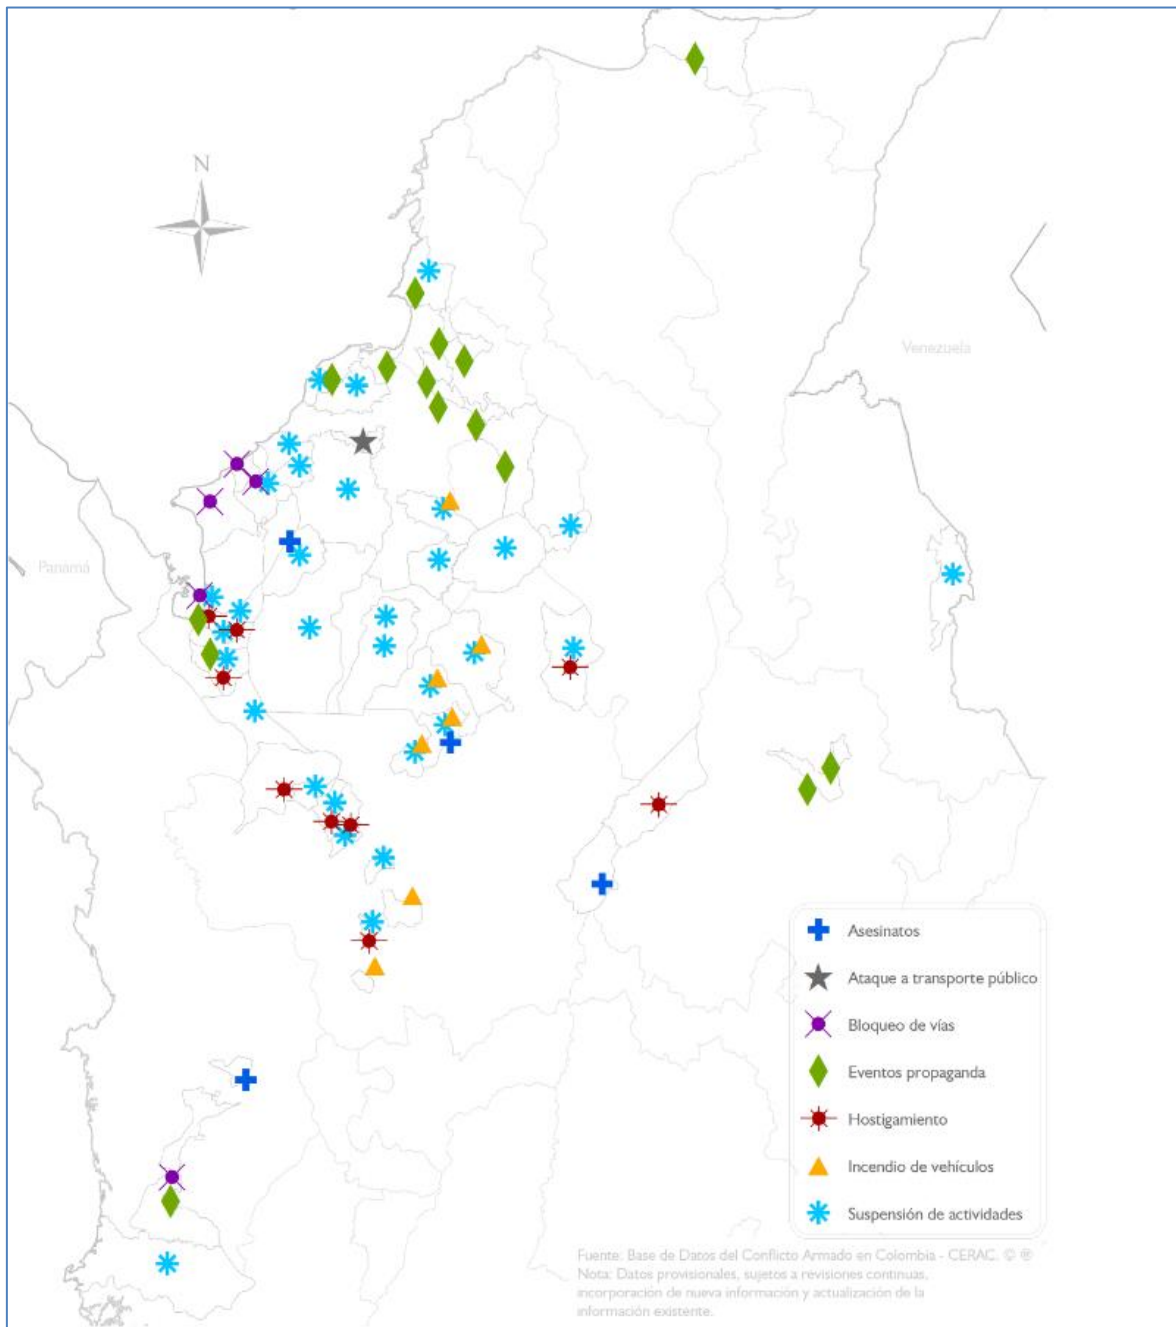 N
Venezuela
Panamá
Asesinatos
Ataque a transporte público
Bloqueo de vías
Eventos propaganda
Hostigamiento
Incendio de vehículos
Suspensión de actividades
Fuente: Base de Datos del Conflicto Armado en Colombia - CERAC. © ®
Nota: Datos provisionales, sujetos a revisiones continuas,
incorporación de nueva información y actualización de la
información existente.